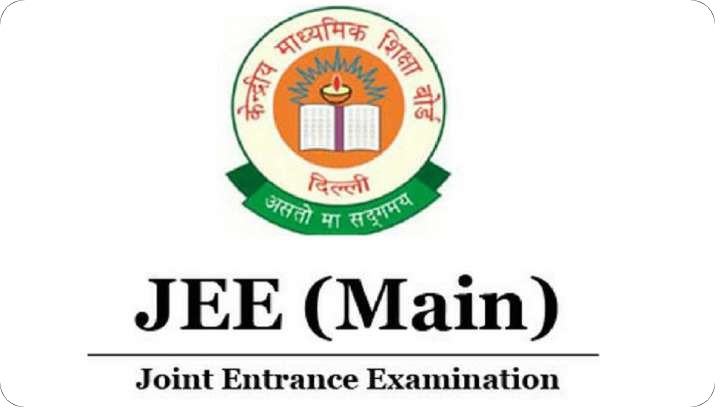 केन्द्रीय माध्यमिक शिक्षा बोर्ड
दिल्ली
असतो मा सद्गमय
JEE (Main)
Joint Entrance Examination